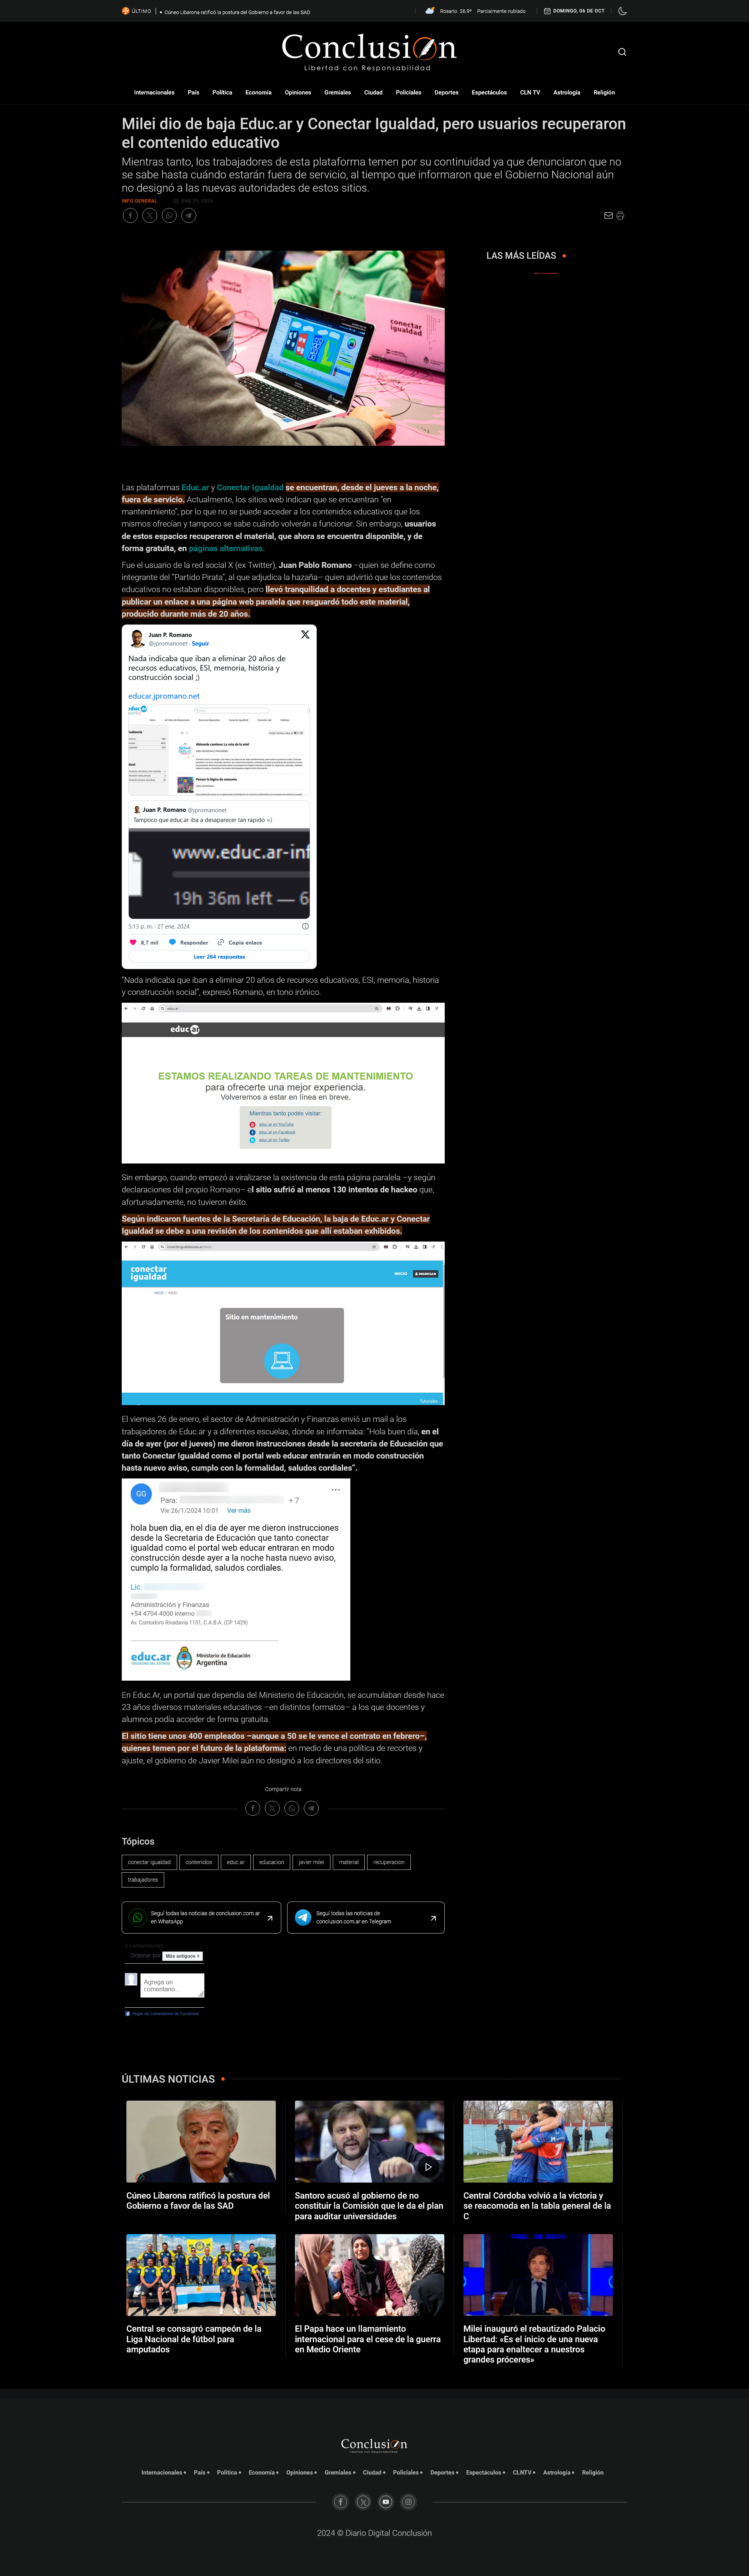 ÚLTIMO
Cúneo Libarona ratificó la postura del Gobierno a favor de las SAD
Rosario 26.9º Parcialmente nublado
DOMINGO, 06 DE OCT
Conclusión
Libertad con Responsabilidad
Internacionales País Política Economía Opiniones Gremiales Ciudad Policiales Deportes Espectáculos CLN TV Astrología Religión
Milei dio de baja Educ.ar y Conectar Igualdad, pero usuarios recuperaron
el contenido educativo
Mientras tanto, los trabajadores de esta plataforma temen por su continuidad ya que denunciaron que no
se sabe hasta cuándo estarán fuera de servicio, al tiempo que informaron que el Gobierno Nacional aún
no designó a las nuevas autoridades de estos sitios.
INFO GENERAL
ENE 29, 2024
LAS MÁS LEÍDAS
conectar
igualdad
Las plataformas Educ.ar y Conectar Igualdad se encuentran, desde el jueves a la noche,
fuera de servicio. Actualmente, los sitios web indican que se encuentran "en
mantenimiento", por lo que no se puede acceder a los contenidos educativos que los
mismos ofrecían y tampoco se sabe cuándo volverán a funcionar. Sin embargo, usuarios
de estos espacios recuperaron el material, que ahora se encuentra disponible, y de
forma gratuita, en páginas alternativas.
Fue el usuario de la red social X (ex Twitter), Juan Pablo Romano –quien se define como
integrante del "Partido Pirata", al que adjudica la hazaña– quien advirtió que los contenidos
educativos no estaban disponibles, pero llevó tranquilidad a docentes y estudiantes al
publicar un enlace a una página web paralela que resguardó todo este material,
producido durante más de 20 años.
Juan P. Romano
@jpromanonet · Seguir
Nada indicaba que iban a eliminar 20 años de
recursos educativos, ESI, memoria, historia y
construcción social ;)
educar.jpromano.net
Juan P. Romano @jpromanonet
Tampoco que educ.ar iba a desaparecer tan rapido =)
www.educ.ar-inf
19h 36m left — 6
5:13 p. m. · 27 ene. 2024
8,7 mil Responder Copia enlace
Leer 264 respuestas
"Nada indicaba que iban a eliminar 20 años de recursos educativos, ESI, memoria, historia
y construcción social", expresó Romano, en tono irónico.
educ.ar
educ ar
ESTAMOS REALIZANDO TAREAS DE MANTENIMIENTO
para ofrecerte una mejor experiencia.
Volveremos a estar en línea en breve.
Mientras tanto podés visitar:
educ.ar en YouTube
educ.ar en Facebook
educ.ar en Twitter
Sin embargo, cuando empezó a viralizarse la existencia de esta página paralela –y según
declaraciones del propio Romano– el sitio sufrió al menos 130 intentos de hackeo que,
afortunadamente, no tuvieron éxito.
Según indicaron fuentes de la Secretaría de Educación, la baja de Educ.ar y Conectar
Igualdad se debe a una revisión de los contenidos que allí estaban exhibidos.
conectar
igualdad
INICIO INGRESAR
Sitio en mantenimiento
Tutoriales
El viernes 26 de enero, el sector de Administración y Finanzas envió un mail a los
trabajadores de Educ.ar y a diferentes escuelas, donde se informaba: "Hola buen día, en el
día de ayer (por el jueves) me dieron instrucciones desde la secretaría de Educación que
tanto Conectar Igualdad como el portal web educar entrarán en modo construcción
hasta nuevo aviso, cumplo con la formalidad, saludos cordiales".
GG
Para: + 7
Vie 26/1/2024 10:01 Ver más
hola buen dia, en el dia de ayer me dieron instrucciones
desde la Secretaria de Educación que tanto conectar
igualdad como el portal web educar entraran en modo
construcción desde ayer a la noche hasta nuevo aviso,
cumplo la formalidad, saludos cordiales.
Lic.
Administración y Finanzas
+54 4704 4000 interno
Av. Comodoro Rivadavia 1151, C.A.B.A. (CP 1429)
educ.ar
Ministerio de Educación
Argentina
En Educ.Ar, un portal que dependía del Ministerio de Educación, se acumulaban desde hace
23 años diversos materiales educativos –en distintos formatos– a los que docentes y
alumnos podía acceder de forma gratuita.
El sitio tiene unos 400 empleados –aunque a 50 se le vence el contrato en febrero–,
quienes temen por el futuro de la plataforma: en medio de una política de recortes y
ajuste, el gobierno de Javier Milei aún no designó a los directores del sitio.
Compartir nota
Tópicos
conectar igualdad contenidos educ.ar educacion javier milei material recuperacion
trabajadores
Seguí todas las noticias de conclusion.com.ar
en WhatsApp
Seguí todas las noticias de
conclusion.com.ar en Telegram
0 comentarios
Ordenar por Más antiguos
Agrega un
comentario...
Plugin de comentarios de Facebook
ÚLTIMAS NOTICIAS
Cúneo Libarona ratificó la postura del
Gobierno a favor de las SAD
Santoro acusó al gobierno de no
constituir la Comisión que le da el plan
para auditar universidades
Central Córdoba volvió a la victoria y
se reacomoda en la tabla general de la
C
Central se consagró campeón de la
Liga Nacional de fútbol para
amputados
El Papa hace un llamamiento
internacional para el cese de la guerra
en Medio Oriente
Milei inauguró el rebautizado Palacio
Libertad: «Es el inicio de una nueva
etapa para enaltecer a nuestros
grandes próceres»
Conclusión
Libertad con Responsabilidad
Internacionales País Política Economía Opiniones Gremiales Ciudad Policiales Deportes Espectáculos CLNTV Astrología Religión
2024 © Diario Digital Conclusión